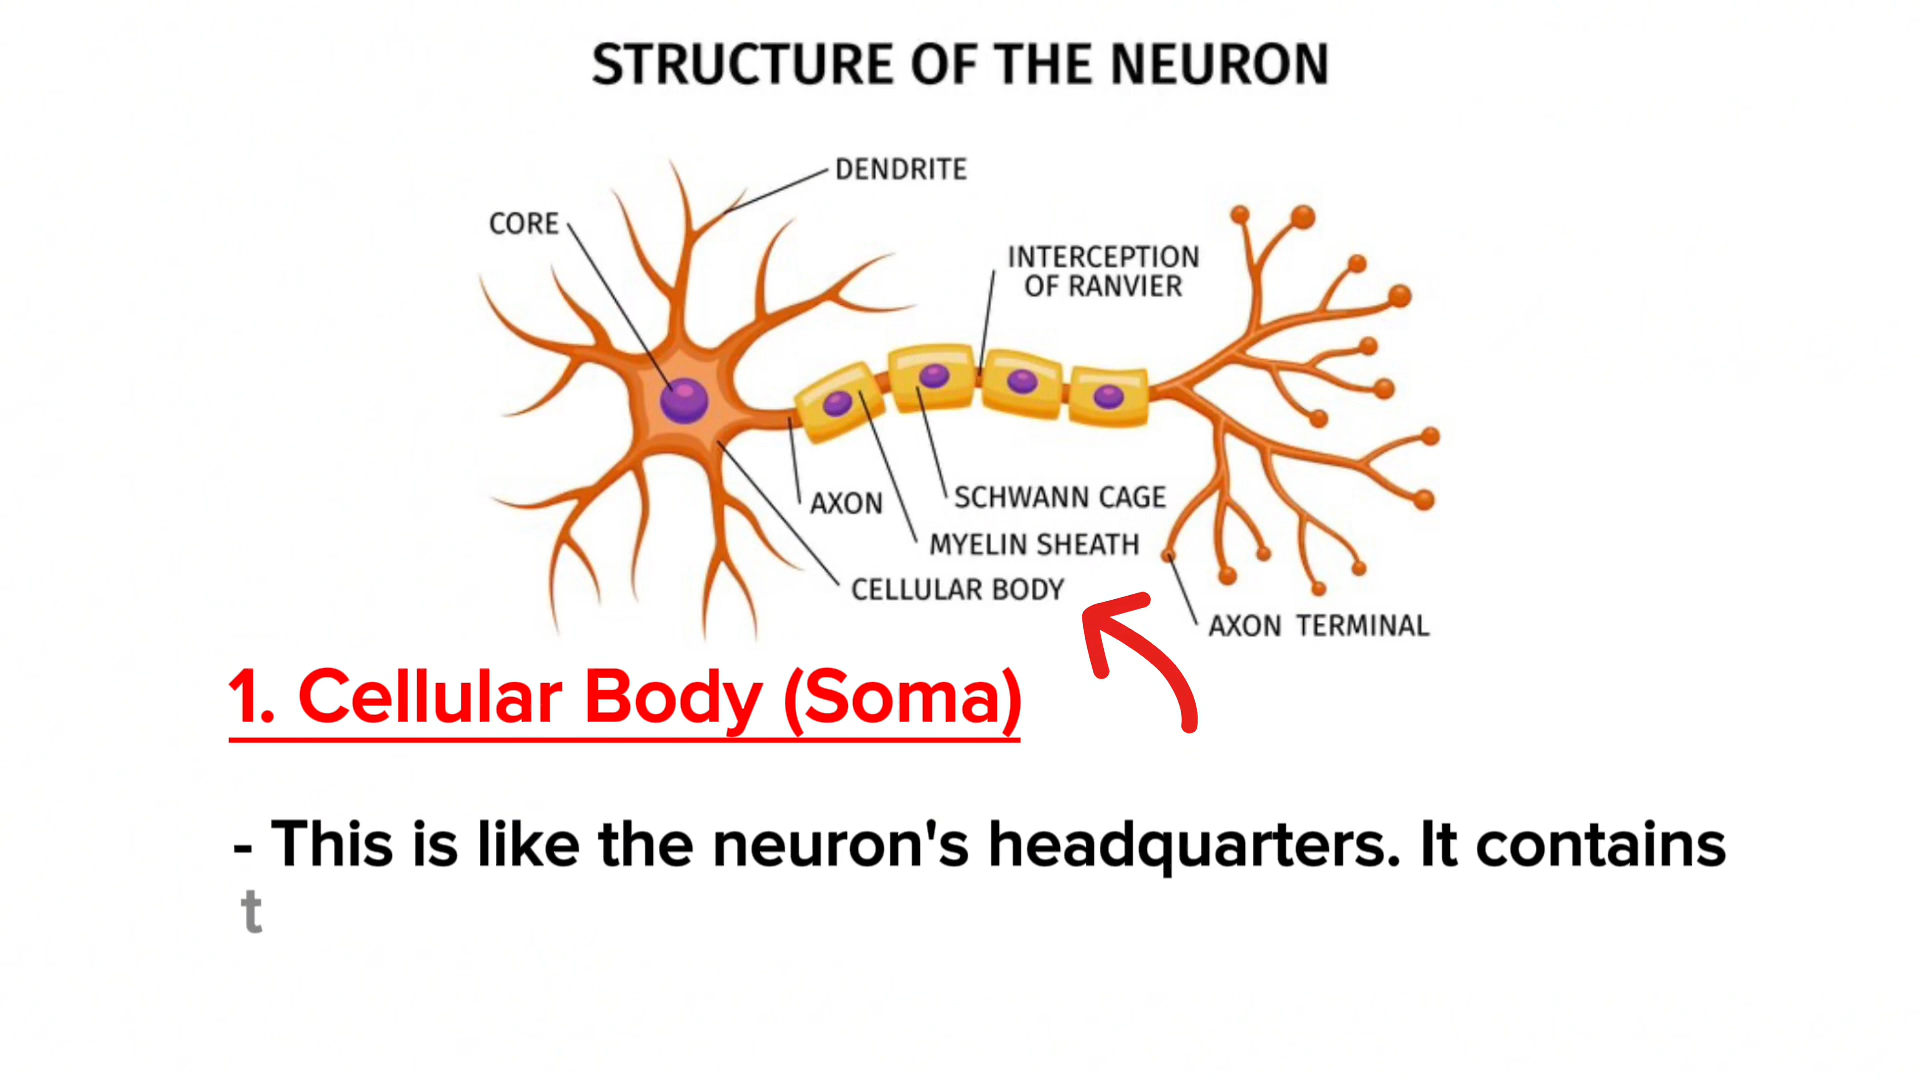 STRUCTURE OF THE NEURON
DENDRITE
CORE
INTERCEPTION
OF RANVIER
AXON
SCHWANN CAGE
MYELIN SHEATH
CELLULAR BODY
AXON TERMINAL
1. Cellular Body (Soma)
- This is like the neuron's headquarters. It contains
t